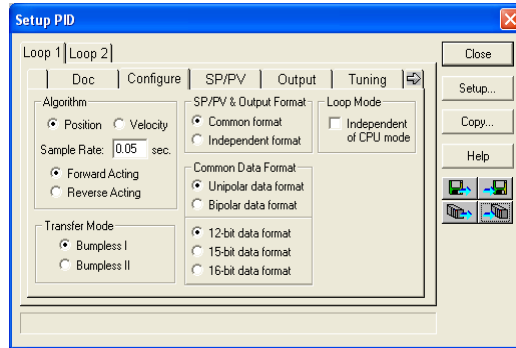 Setup PID
Loop 1 Loop 2
Doc Configure SP/PV Output Tuning
Algorithm
Position Velocity
Sample Rate: 0.05 sec.
Forward Acting
Reverse Acting
Transfer Mode
Bumpless I
Bumpless II
SP/PV & Output Format
Common format
Independent format
Common Data Format
Unipolar data format
Bipolar data format
12-bit data format
15-bit data format
16-bit data format
Loop Mode
Independent
of CPU mode
Close
Setup...
Copy...
Help